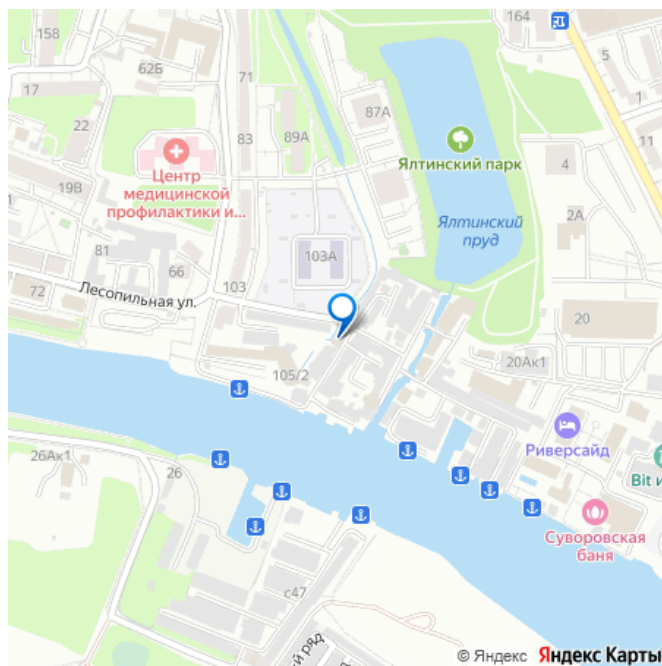 164
158
5
62Б
71
1
17
87А
22
83
89А
11
Центр
медицинской
профилактики и ...
Ялтинский парк
4
19В
2А
Ялтинский
пруд
81
103А
66
103
72
Лесопильная ул.
20
20Ак1
105/2
Риверсайд
26Ак1
26
Bit и
Суворовская
баня
с47
й ряд
© Яндекс Яндекс Карты